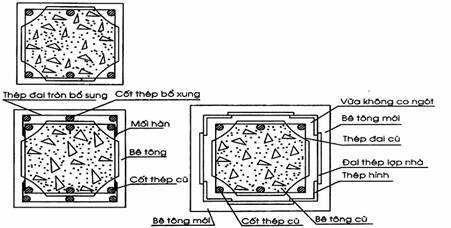 Thép đai tròn bổ sung
Cốt thép bổ xung
Mối hàn
Bê tông
Cốt thép cũ
Vữa không co ngót
Bê tông mới
Thép đai cũ
Đai thép lợp nhà
Thép hình
Bê tông mới
Cốt thép cũ
Bê tông cũ